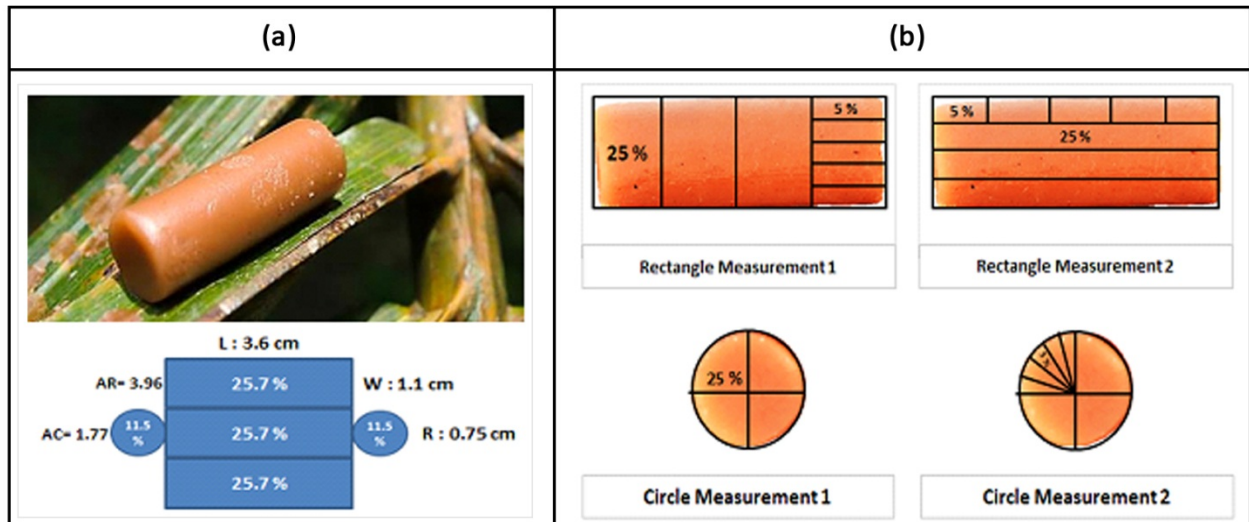 (a)
(b)
L : 3.6 cm
AR= 3.96
25.7 %
W : 1.1 cm
AC= 1.77
11.5
%
25.7 %
11.5
%
R : 0.75 cm
25.7 %
25 %
5 %
Rectangle Measurement 1
5 %
25 %
Rectangle Measurement 2
25 %
Circle Measurement 1
Circle Measurement 2